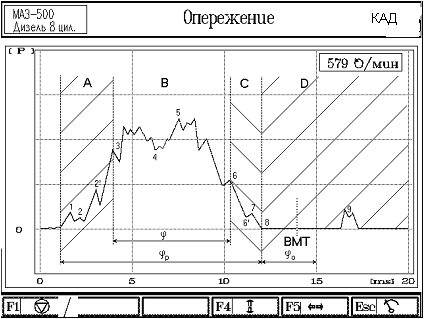 МАЗ-500
Дизель 8 цил.
Опережение
КАД
[ P ]
579 об/мин
A
B
C
D
1
2
2'
3
4
5
6
6'
7
8
9
0
ВМТ
φ
φр
φо
0
5
10
15
[ms] 20
F1
F4
F5
Esc